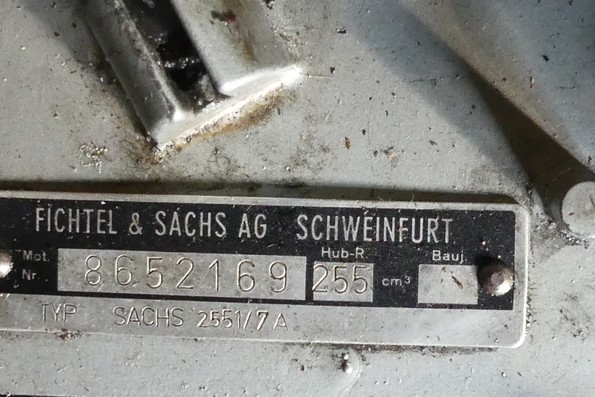 FICHTEL & SACHS AG SCHWEINFURT
Mot. Nr. 8652169 Hub-R. 255 cm³ Bauj.
TYP SACHS 2551/7A